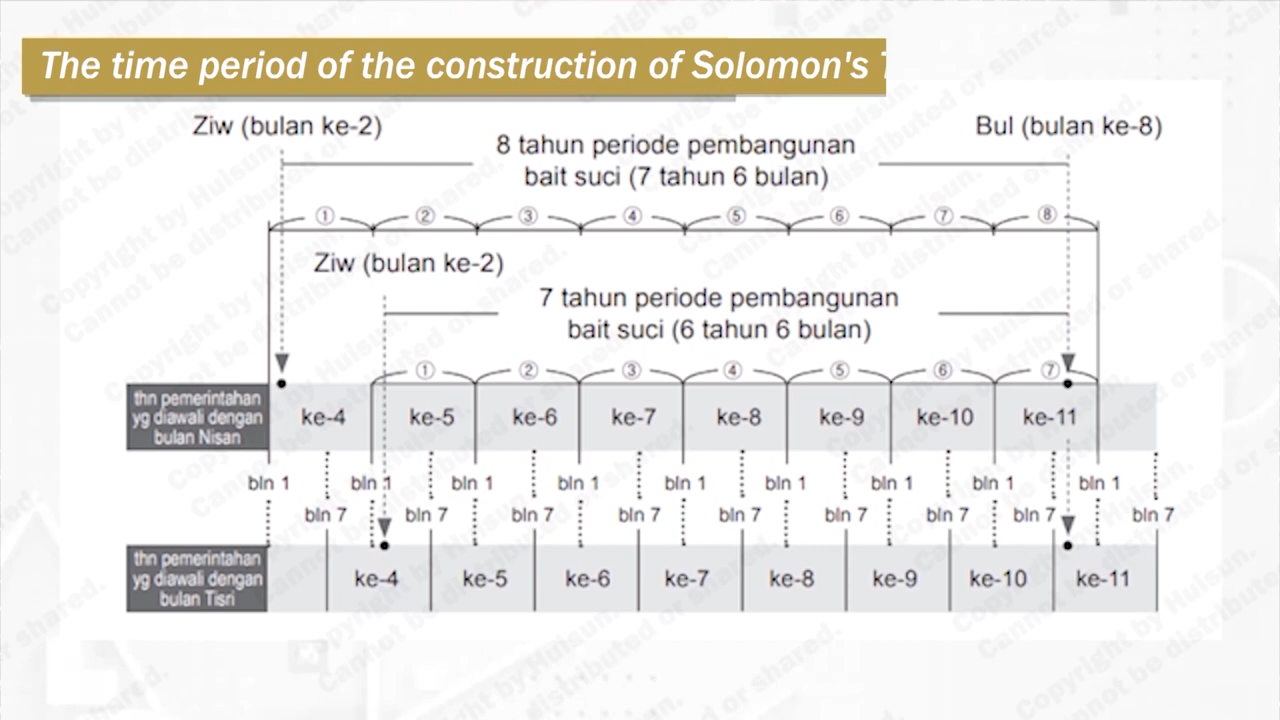 The time period of the construction of Solomon's
Ziw (bulan ke-2)
Bul (bulan ke-8)
8 tahun periode pembangunan
bait suci (7 tahun 6 bulan)
① ② ③ ④ ⑤ ⑥ ⑦ ⑧
Ziw (bulan ke-2)
7 tahun periode pembangunan
bait suci (6 tahun 6 bulan)
① ② ③ ④ ⑤ ⑥ ⑦
thn pemerintahan
yg diawali dengan
bulan Nisan
ke-4 ke-5 ke-6 ke-7 ke-8 ke-9 ke-10 ke-11
bln 1 bln 1 bln 1 bln 1 bln 1 bln 1 bln 1 bln 1 bln 1
bln 7 bln 7 bln 7 bln 7 bln 7 bln 7 bln 7 bln 7 bln 7
thn pemerintahan
yg diawali dengan
bulan Tisri
ke-4 ke-5 ke-6 ke-7 ke-8 ke-9 ke-10 ke-11
Copyright by Huisun.
Cannot be distributed or shared.